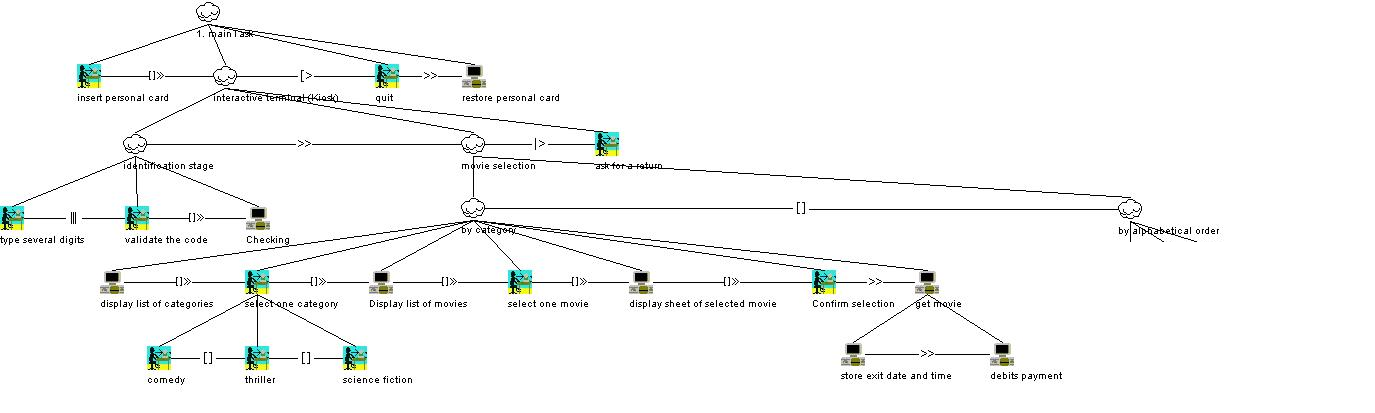 1. mainTask
[]>> [> >>
insert personal card interactive terminal (Kiosk) quit restore personal card
>> |>
identification stage movie selection ask for a return
||| []>> []
type several digits validate the code Checking by category by alphabetical order
[]>> []>> []>> []>> []>> >>
display list of categories select one category Display list of movies select one movie display sheet of selected movie Confirm selection get movie
[] [] >>
comedy thriller science fiction store exit date and time debits payment